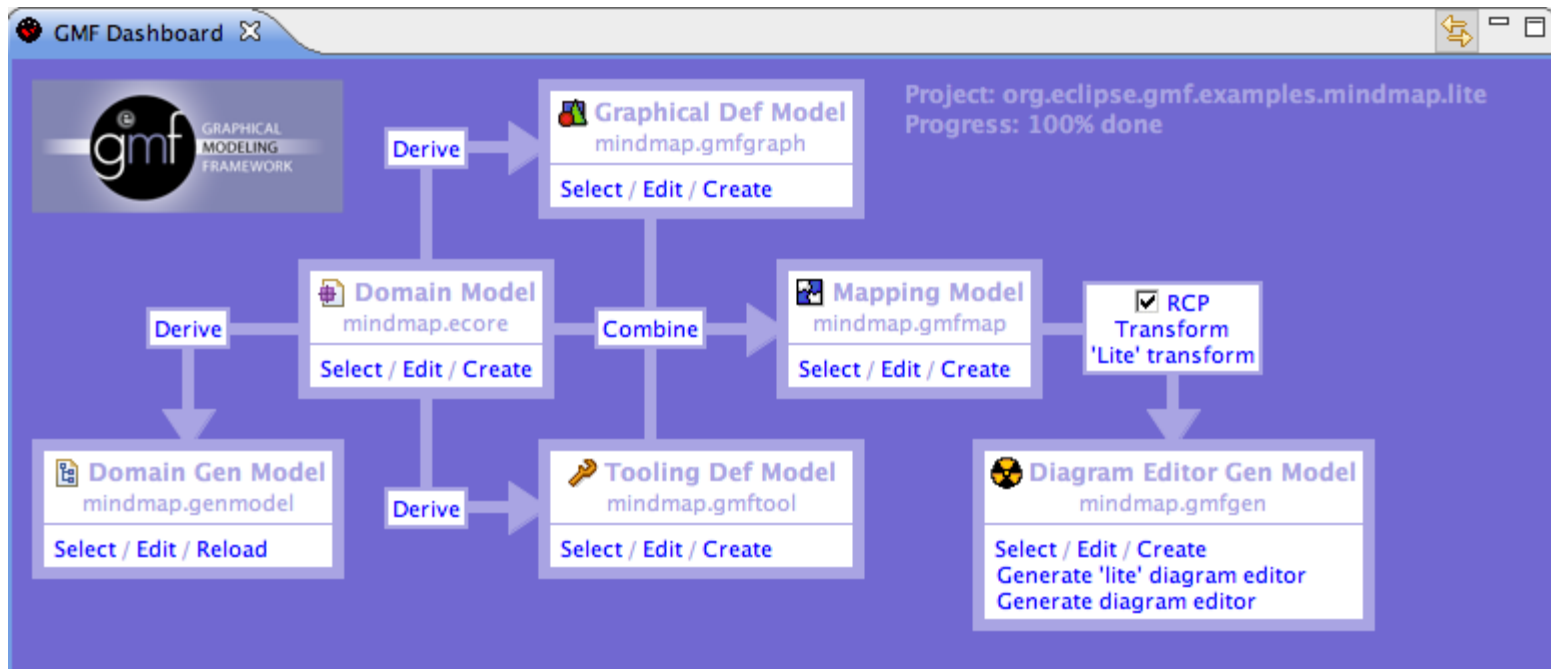 GMF Dashboard
gmf
GRAPHICAL
MODELING
FRAMEWORK
Project: org.eclipse.gmf.examples.mindmap.lite
Progress: 100% done
Derive
Graphical Def Model
mindmap.gmfgraph
Select / Edit / Create
Derive
Domain Model
mindmap.ecore
Select / Edit / Create
Combine
Mapping Model
mindmap.gmfmap
Select / Edit / Create
RCP
Transform
'Lite' transform
Domain Gen Model
mindmap.genmodel
Select / Edit / Reload
Derive
Tooling Def Model
mindmap.gmftool
Select / Edit / Create
Diagram Editor Gen Model
mindmap.gmfgen
Select / Edit / Create
Generate 'lite' diagram editor
Generate diagram editor